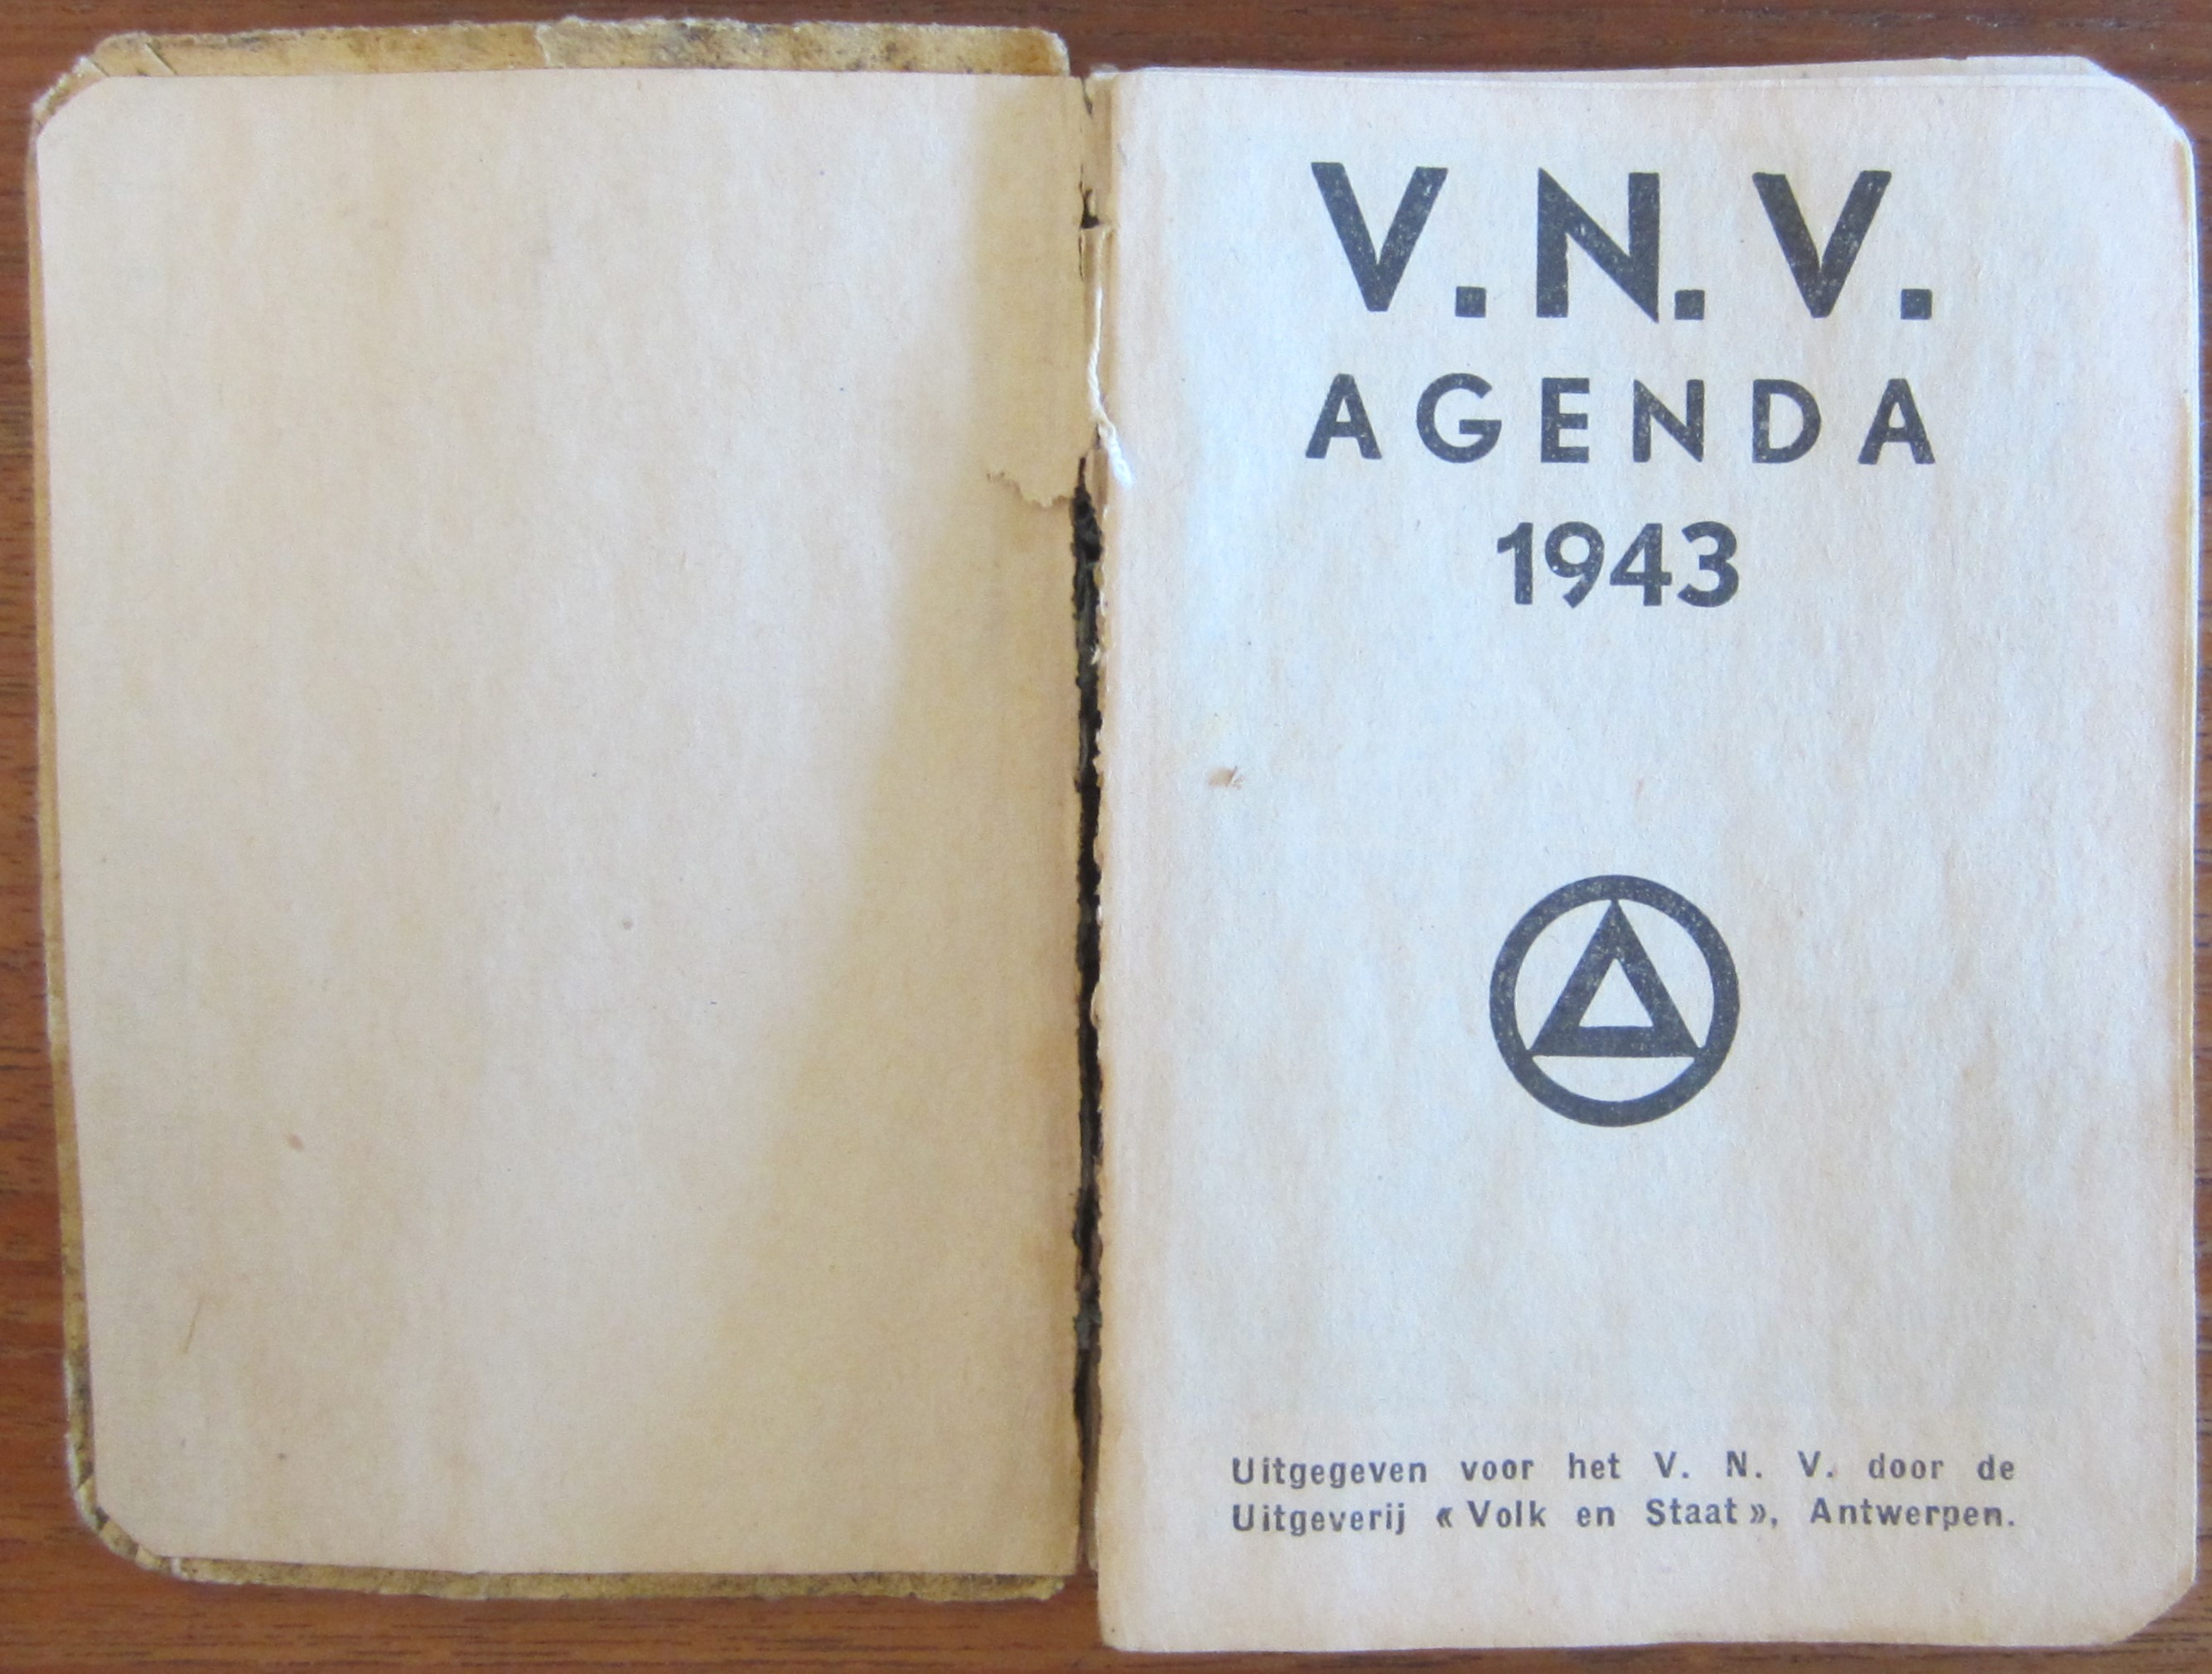 V. N. V.
AGENDA
1943
Uitgegeven voor het V. N. V. door de
Uitgeverij « Volk en Staat », Antwerpen.